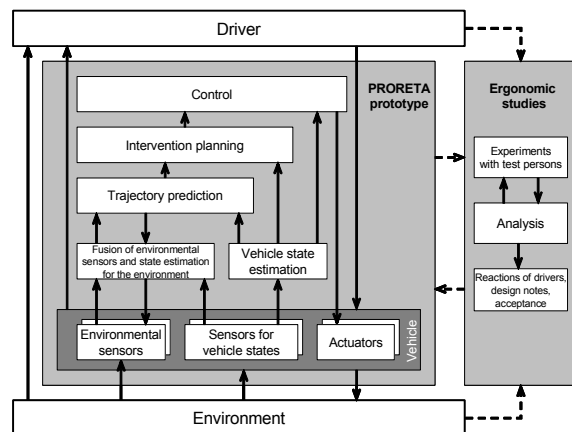 Driver
PRORETA
prototype
Control
Intervention planning
Trajectory prediction
Fusion of environmental
sensors and state estimation
for the environment
Vehicle state
estimation
Environmental
sensors
Sensors for
vehicle states
Actuators
Vehicle
Ergonomic
studies
Experiments
with test persons
Analysis
Reactions of drivers,
design notes,
acceptance
Environment